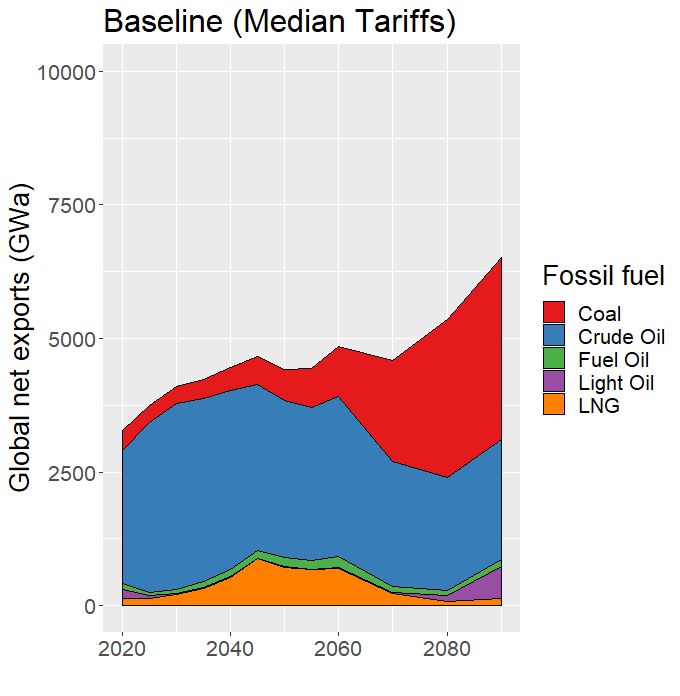 Baseline (Median Tariffs)
Global net exports (GWa)
10000
7500
5000
2500
0
2020 2040 2060 2080
Fossil fuel
Coal
Crude Oil
Fuel Oil
Light Oil
LNG